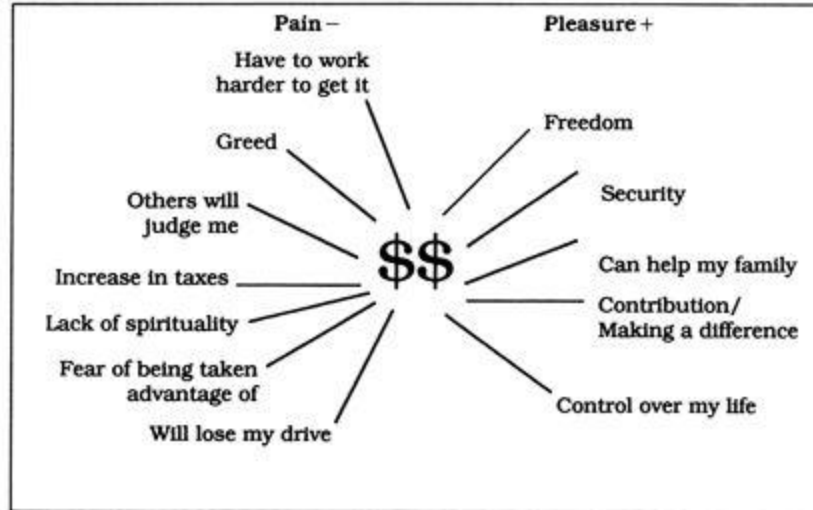 Pain –
Pleasure +
Have to work
harder to get it
Greed
Others will
judge me
Increase in taxes
Lack of spirituality
Fear of being taken
advantage of
Will lose my drive
$$
Freedom
Security
Can help my family
Contribution/
Making a difference
Control over my life